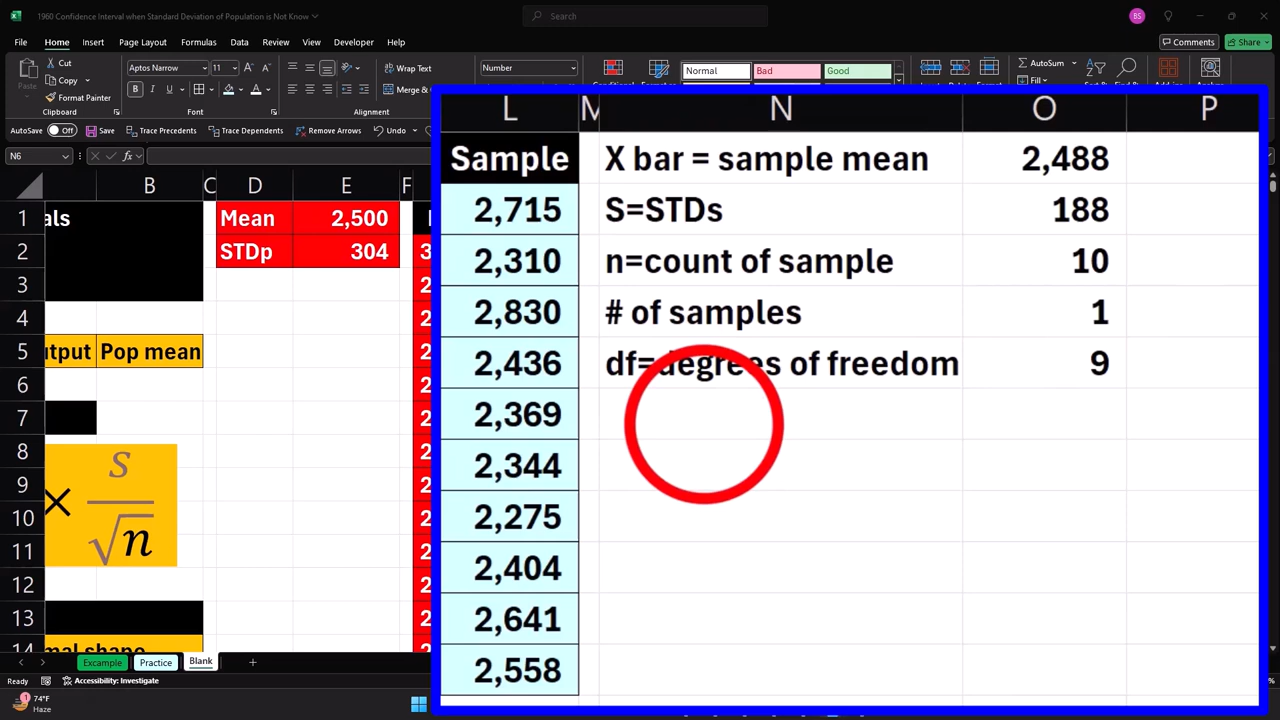 1960 Confidence Interval when Standard Deviation of Population is Not Know
Search
BS
File Home Insert Page Layout Formulas Data Review View Developer Help
Comments
Share
Cut
Copy
Format Painter
Clipboard
Aptos Narrow
11
B I U
Font
Wrap Text
Merge &
Alignment
Number
Normal
Bad
Good
AutoSum
Fill
AutoSave Off
Save
Trace Precedents
Trace Dependents
Remove Arrows
Undo
N6
fx
B C D E F
1 als Mean 2,500
2 STDp 304
3
4
5 utput Pop mean
6
7
8
9
10
11
12
13
14 mal shape
× s
√n
L M N O P
Sample X bar = sample mean 2,488
2,715 S=STDs 188
2,310 n=count of sample 10
2,830 # of samples 1
2,436 df=degrees of freedom 9
2,369
2,344
2,275
2,404
2,641
2,558
Excample Practice Blank +
Ready
Accessibility: Investigate
74°F
Haze